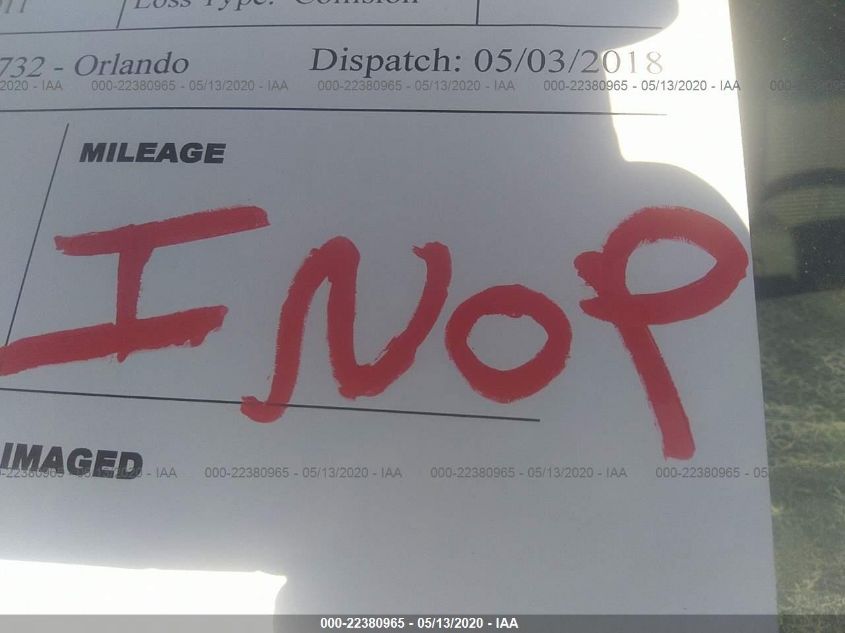 Loss Type: Collision
732 - Orlando Dispatch: 05/03/2018
2020 - IAA 000-22380965 - 05/13/2020 - IAA 000-22380965 - 05/13/2020 - IAA 000-22380965 - 05/13/2020 - IAA 000-22380965
MILEAGE
INOP
IMAGED
000-22380965 - 05/13/2020 - IAA 000-22380965 - 05/13/2020 - IAA 000-22380965 - 05/13/2020 - IAA 000-22380965 - 05
000-22380965 - 05/13/2020 - IAA